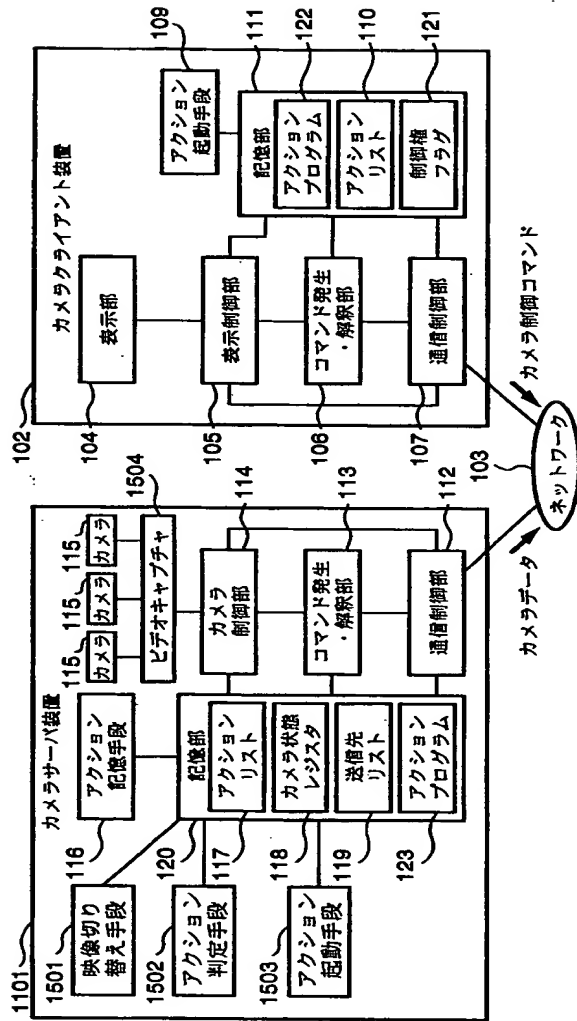 1101
カメラサーバ装置
1501
映像切り
替え手段
1502
アクション
判定手段
1503
アクション
起動手段
116
アクション
記憶手段
120
記憶部
117
アクション
リスト
118
カメラ状態
レジスタ
119
送信先
リスト
123
アクション
プログラム
115
カメラ
115
カメラ
115
カメラ
1504
ビデオキャプチャ
114
カメラ
制御部
113
コマンド発生
・解釈部
112
通信制御部
カメラデータ
103
ネットワーク
カメラ制御コマンド
102
カメラクライアント装置
104
表示部
105
表示制御部
106
コマンド発生
・解釈部
107
通信制御部
109
アクション
起動手段
111
記憶部
122
アクション
プログラム
110
アクション
リスト
121
制御権
フラグ